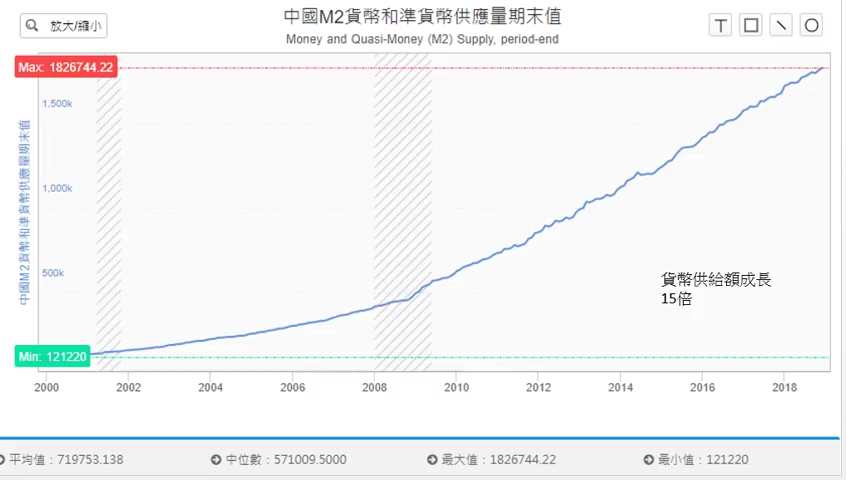 中國M2貨幣和準貨幣供應量期末值
Money and Quasi-Money (M2) Supply, period-end
放大/縮小
T
Max: 1826744.22
1,500k
1,000k
500k
中國M2貨幣和準貨幣供應量期末值
貨幣供給額成長
15倍
Min: 121220
2000 2002 2004 2006 2008 2010 2012 2014 2016 2018
平均值：719753.138 中位數：571009.5000 最大值：1826744.22 最小值：121220